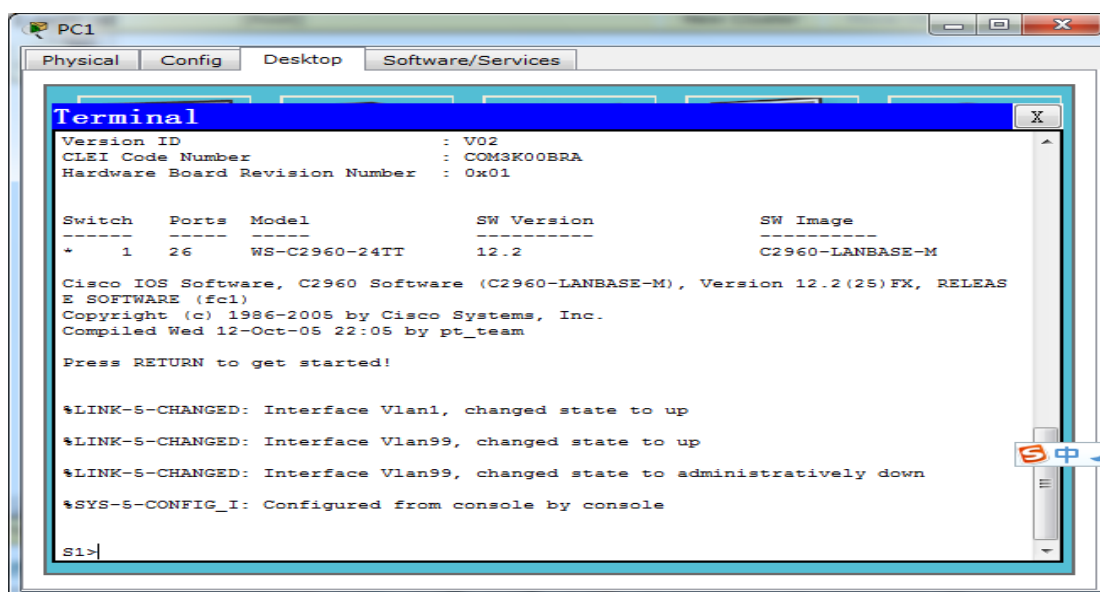 PC1
Physical Config Desktop Software/Services
Terminal X
Version ID : V02
CLEI Code Number : COM3K00BRA
Hardware Board Revision Number : 0x01
Switch Ports Model SW Version SW Image
------ ----- ----- ---------- ----------
* 1 26 WS-C2960-24TT 12.2 C2960-LANBASE-M
Cisco IOS Software, C2960 Software (C2960-LANBASE-M), Version 12.2(25)FX, RELEAS
E SOFTWARE (fc1)
Copyright (c) 1986-2005 by Cisco Systems, Inc.
Compiled Wed 12-Oct-05 22:05 by pt_team
Press RETURN to get started!
%LINK-5-CHANGED: Interface Vlan1, changed state to up
%LINK-5-CHANGED: Interface Vlan99, changed state to up
%LINK-5-CHANGED: Interface Vlan99, changed state to administratively down
%SYS-5-CONFIG_I: Configured from console by console
S1>
中